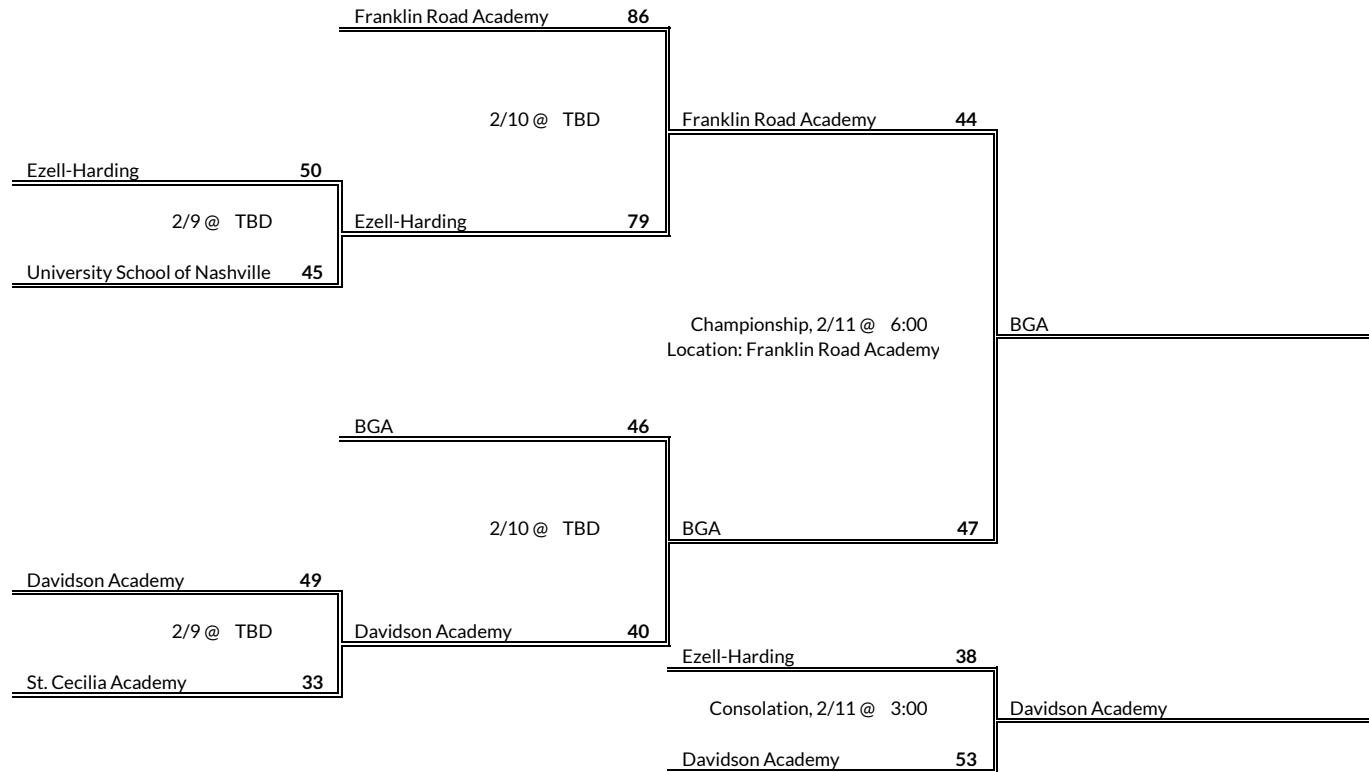 Franklin Road Academy 86
2/10 @ TBD
Franklin Road Academy 44
Ezell-Harding 50
2/9 @ TBD
Ezell-Harding 79
University School of Nashville 45
Championship, 2/11 @ 6:00
BGA
Location: Franklin Road Academy
BGA 46
2/10 @ TBD
BGA 47
Davidson Academy 49
2/9 @ TBD
Davidson Academy 40
Ezell-Harding 38
St. Cecilia Academy 33
Consolation, 2/11 @ 3:00
Davidson Academy
Davidson Academy 53